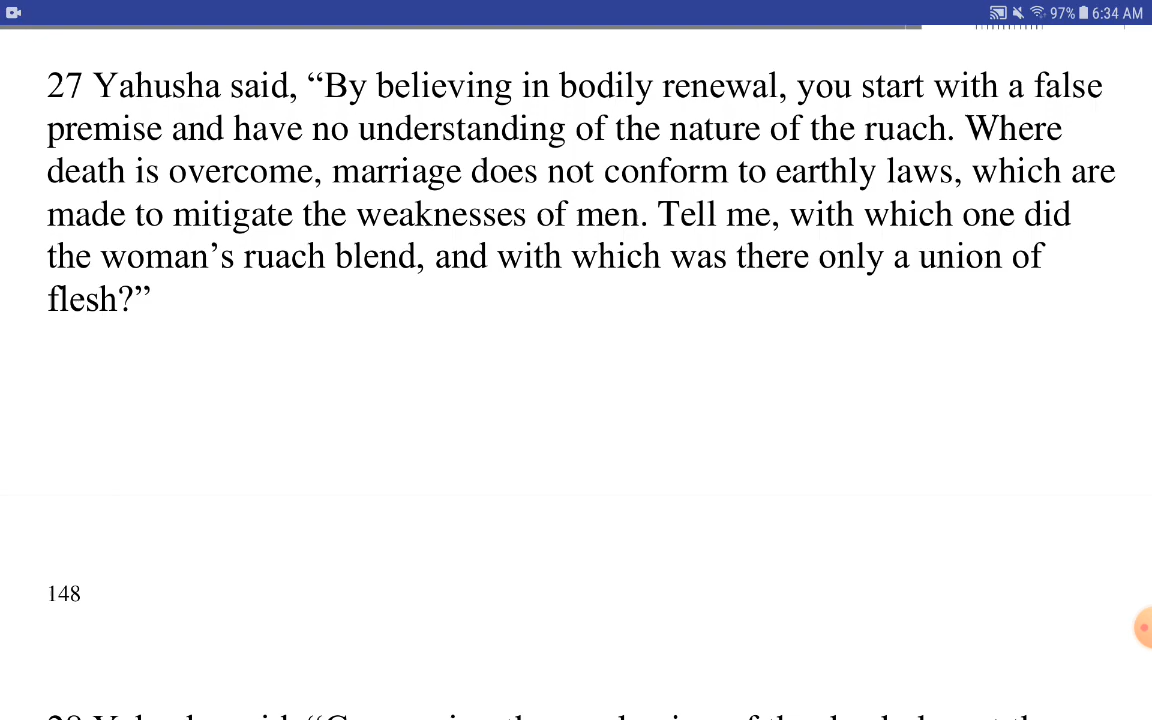 97% 6:34 AM
27 Yahusha said, “By believing in bodily renewal, you start with a false
premise and have no understanding of the nature of the ruach. Where
death is overcome, marriage does not conform to earthly laws, which are
made to mitigate the weaknesses of men. Tell me, with which one did
the woman’s ruach blend, and with which was there only a union of
flesh?”
148